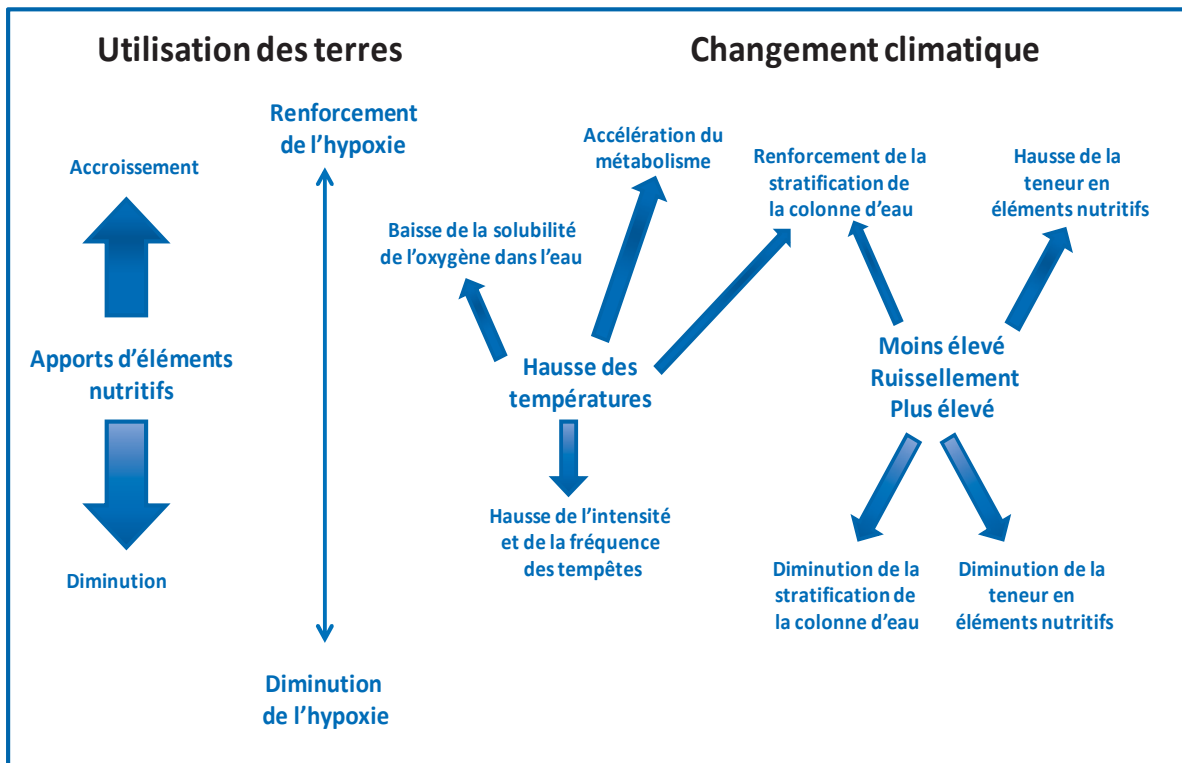 Utilisation des terres
Changement climatique
Renforcement
de l’hypoxie
Accroissement
Apports d’éléments
nutritifs
Diminution
Diminution
de l’hypoxie
Accélération du
métabolisme
Baisse de la solubilité
de l’oxygène dans l’eau
Renforcement de la
stratification de
la colonne d’eau
Hausse de la
teneur en
éléments nutritifs
Hausse des
températures
Moins élevé
Ruissellement
Plus élevé
Hausse de l’intensité
et de la fréquence
des tempêtes
Diminution de la
stratification de
la colonne d’eau
Diminution de la
teneur en
éléments nutritifs